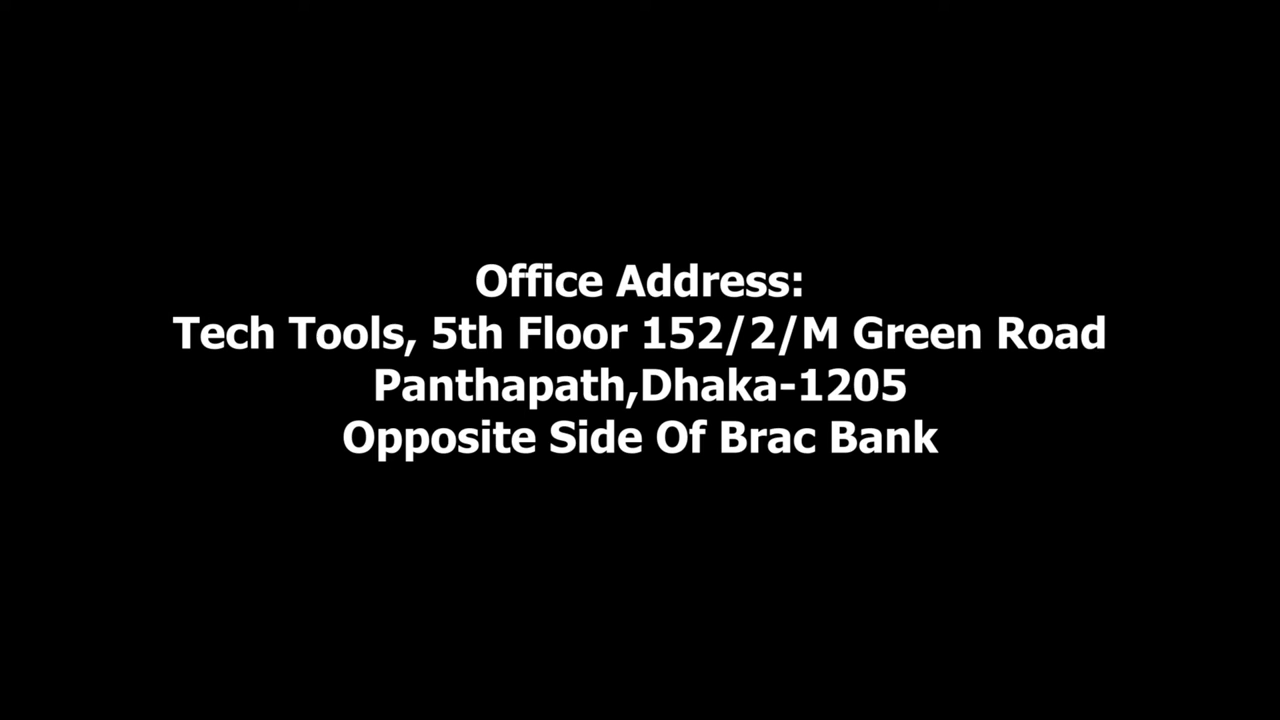 Office Address:
Tech Tools, 5th Floor 152/2/M Green Road
Panthapath,Dhaka-1205
Opposite Side Of Brac Bank